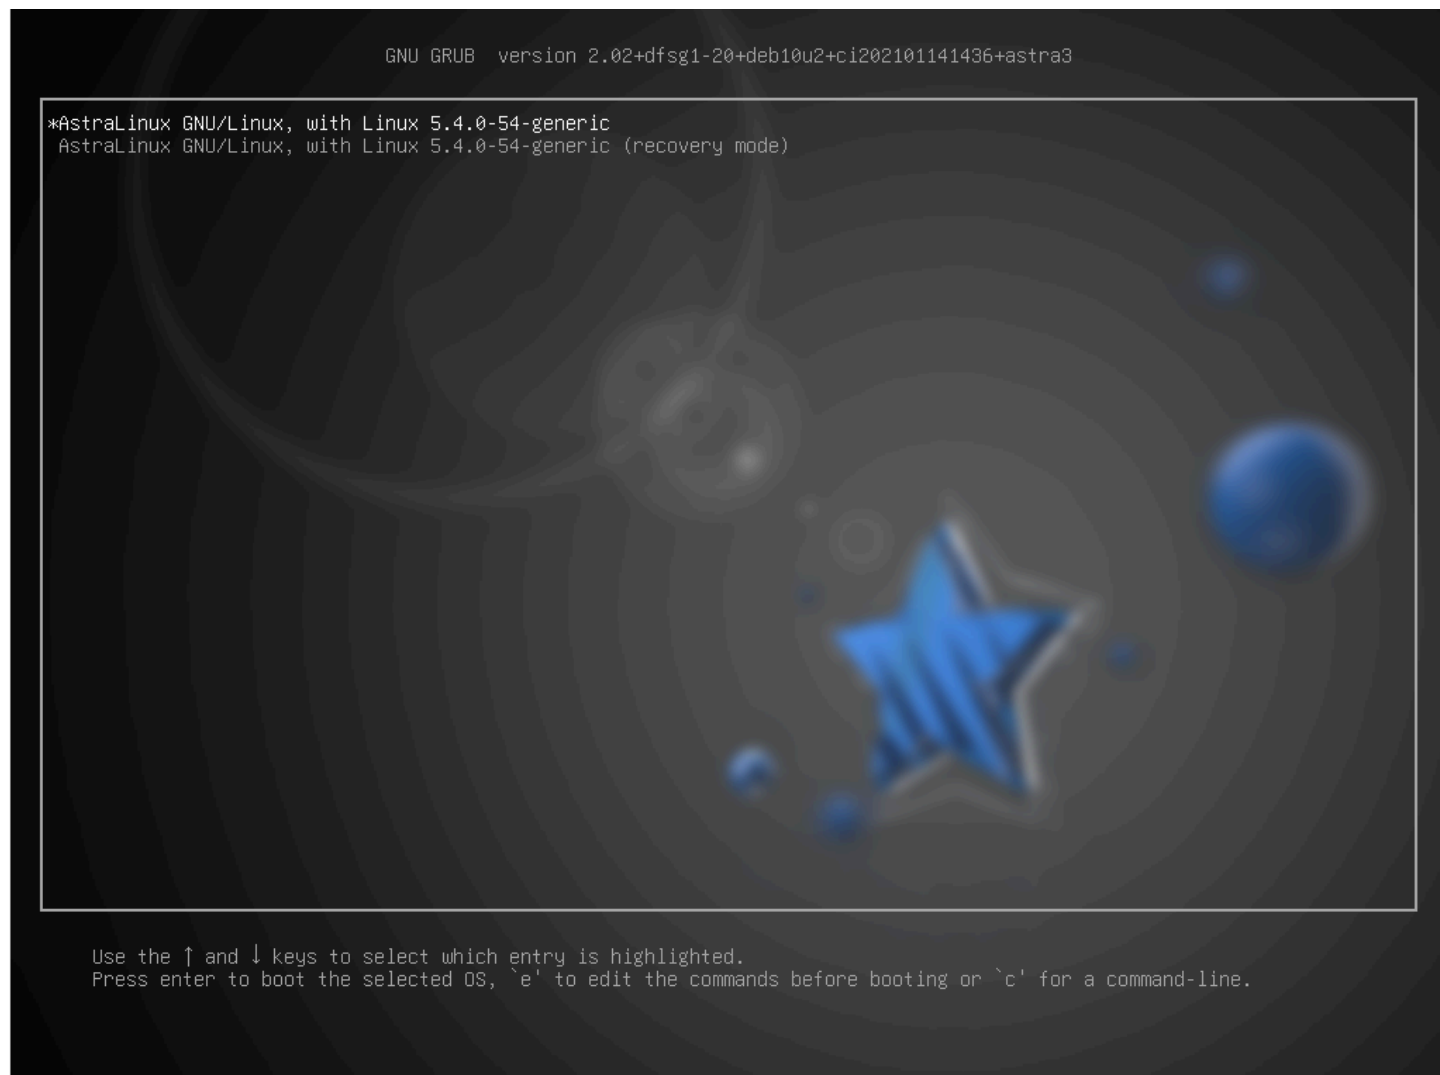 GNU GRUB  version 2.02+dfsg1-20+deb10u2+ci202101141436+astra3
*AstraLinux GNU/Linux, with Linux 5.4.0-54-generic
AstraLinux GNU/Linux, with Linux 5.4.0-54-generic (recovery mode)
Use the ↑ and ↓ keys to select which entry is highlighted.
Press enter to boot the selected OS, `e' to edit the commands before booting or `c' for a command-line.